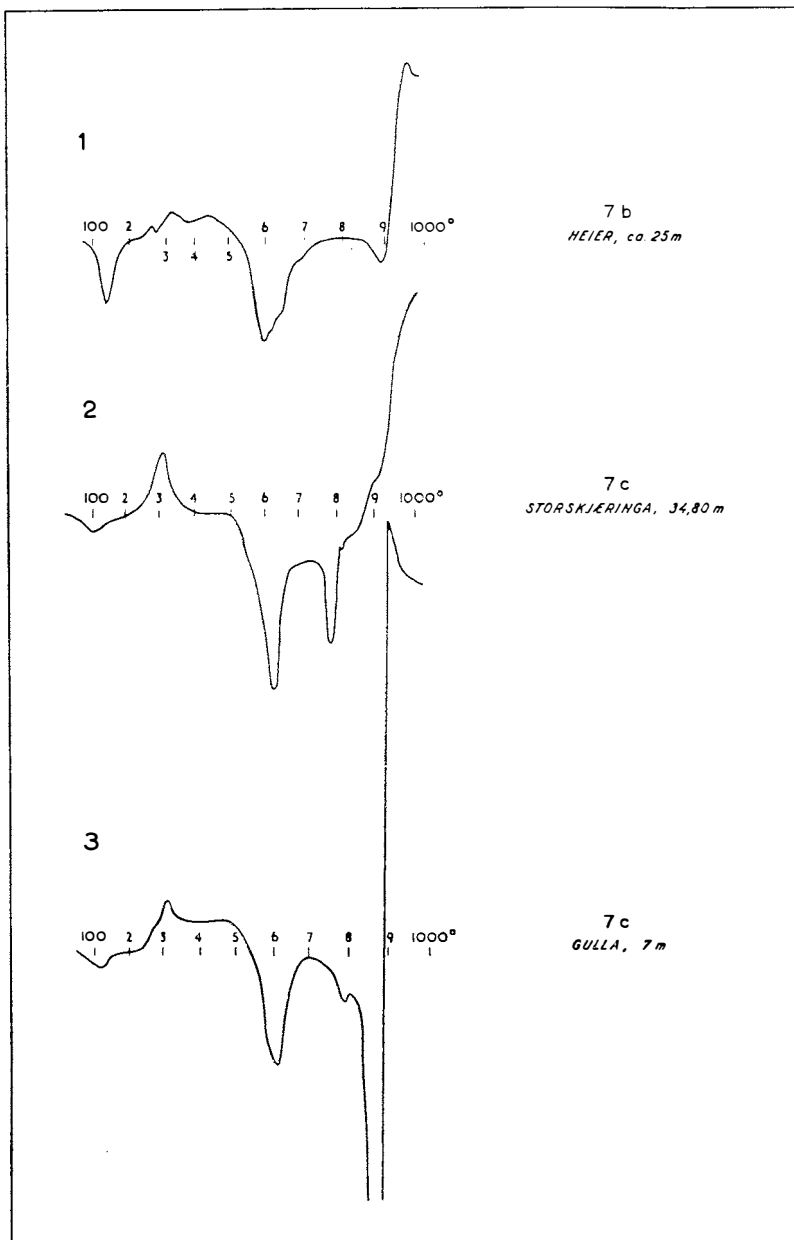 1
100 2 6 7 8 9 1000°
3 4 5
7 b
HEIER, ca. 25 m
2
100 2 3 4 5 6 7 8 9 1000°
7 c
STORSKJÆRINGA, 34,80 m
3
100 2 3 4 5 6 7 8 9 1000°
7 c
GULLA, 7 m